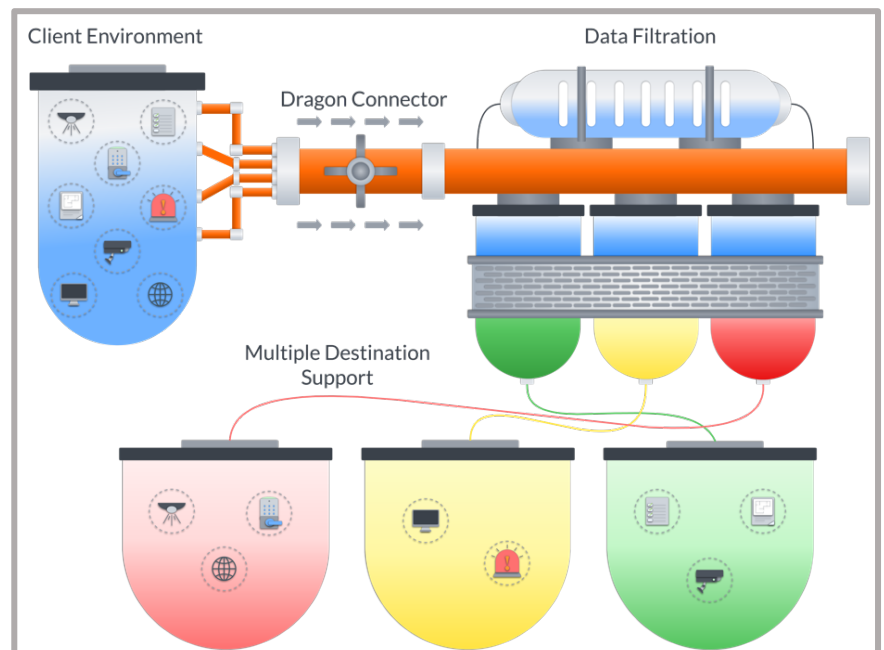 Client Environment
Data Filtration
Dragon Connector
Multiple Destination
Support